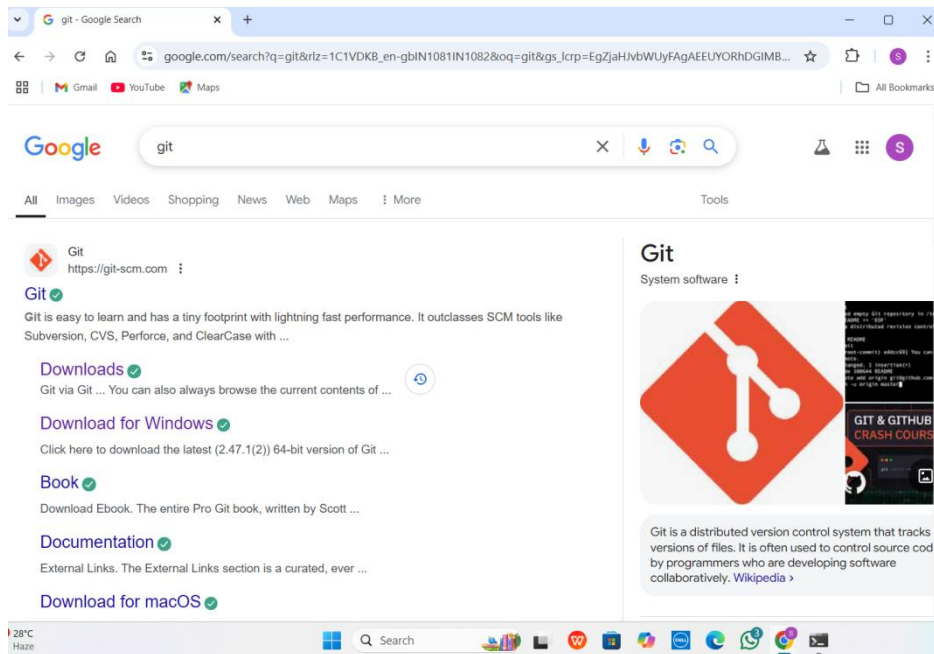 git - Google Search
google.com/search?q=git&rlz=1C1VDKB_en-gbIN1081IN1082&oq=git&gs_lcrp=EgZjaHJvbWUyFAgAEEUYORhDGIMB...
Gmail YouTube Maps All Bookmarks
Google git S
All Images Videos Shopping News Web Maps More Tools
Git
https://git-scm.com
Git
Git is easy to learn and has a tiny footprint with lightning fast performance. It outclasses SCM tools like
Subversion, CVS, Perforce, and ClearCase with ...
Downloads
Git via Git ... You can also always browse the current contents of ...
Download for Windows
Click here to download the latest (2.47.1(2)) 64-bit version of Git ...
Book
Download Ebook. The entire Pro Git book, written by Scott ...
Documentation
External Links. The External Links section is a curated, ever ...
Download for macOS
Git
System software
GIT & GITHUB
CRASH COURS
Git is a distributed version control system that tracks
versions of files. It is often used to control source cod
by programmers who are developing software
collaboratively. Wikipedia
28°C
Haze
Search